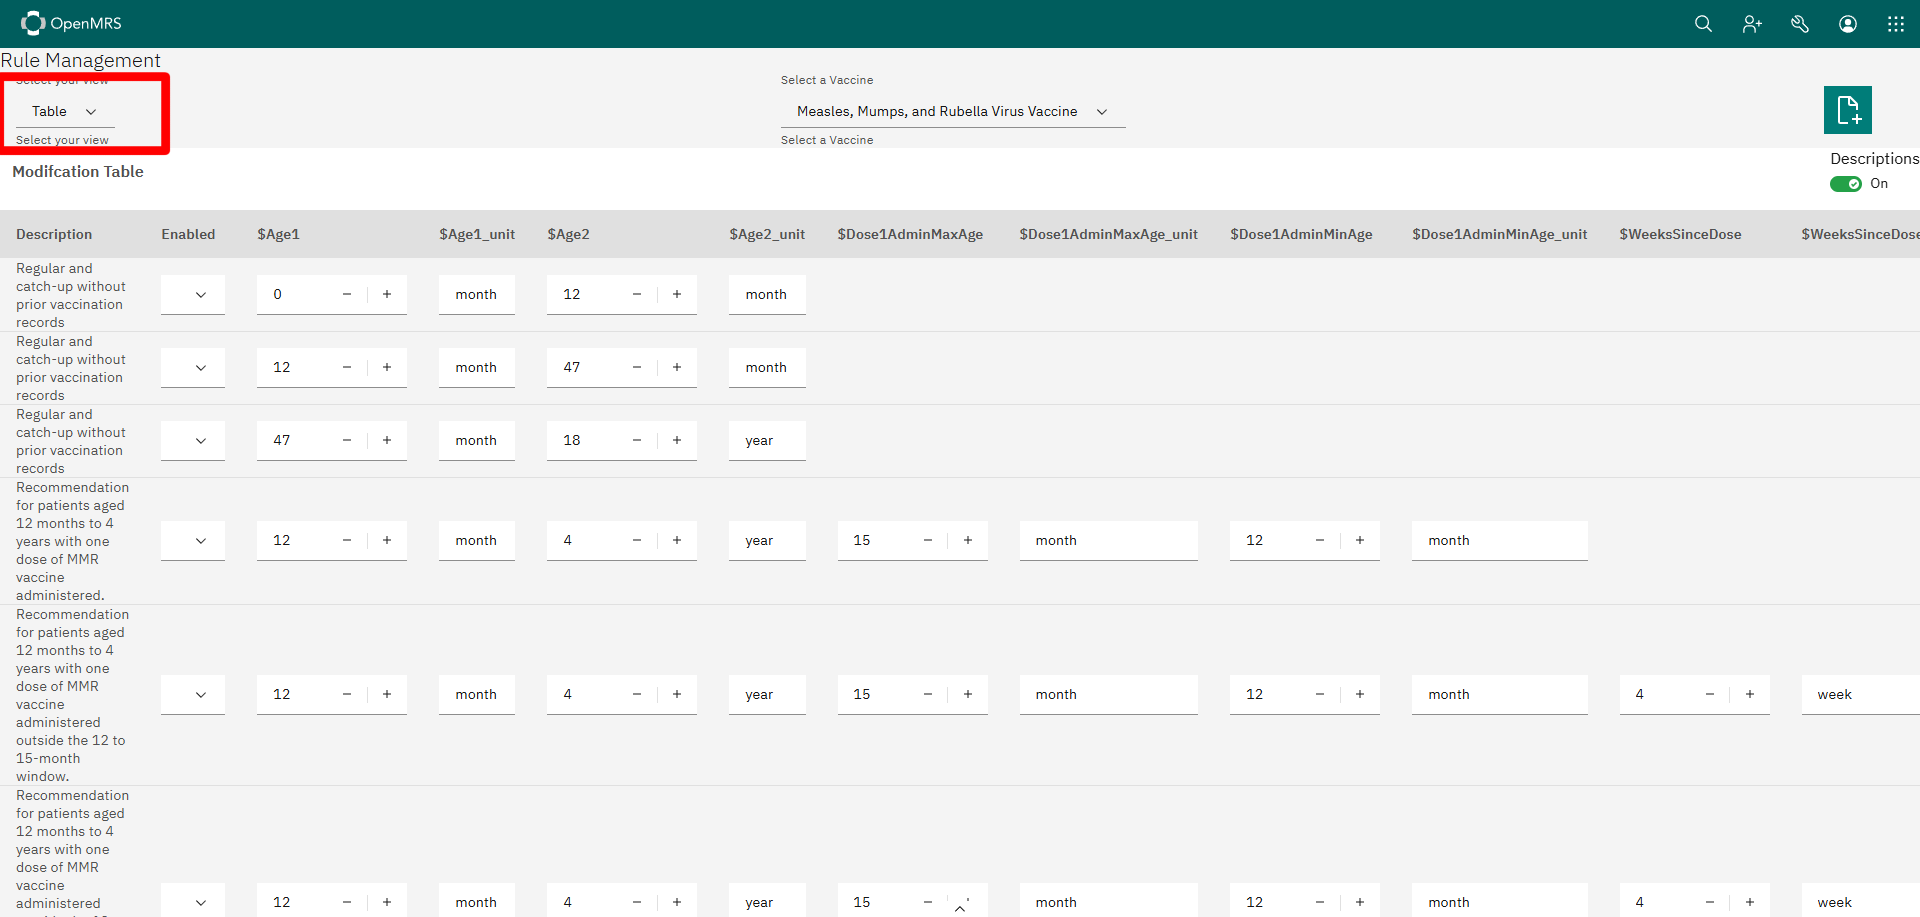 OpenMRS
Rule Management
Select your view
Select a Vaccine
Table
Measles, Mumps, and Rubella Virus Vaccine
Select your view
Select a Vaccine
Modifcation Table
Descriptions
On
Description Enabled $Age1 $Age1_unit $Age2 $Age2_unit $Dose1AdminMaxAge $Dose1AdminMaxAge_unit $Dose1AdminMinAge $Dose1AdminMinAge_unit $WeeksSinceDose $WeeksSinceDose
Regular and
catch-up without
prior vaccination
records
0 month 12 month
Regular and
catch-up without
prior vaccination
records
12 month 47 month
Regular and
catch-up without
prior vaccination
records
47 month 18 year
Recommendation
for patients aged
12 months to 4
years with one
dose of MMR
vaccine
administered.
12 month 4 year 15 month 12 month
Recommendation
for patients aged
12 months to 4
years with one
dose of MMR
vaccine
administered
outside the 12 to
15-month
window.
12 month 4 year 15 month 12 month 4 week
Recommendation
for patients aged
12 months to 4
years with one
dose of MMR
vaccine
administered
12 month 4 year 15 month 12 month 4 week